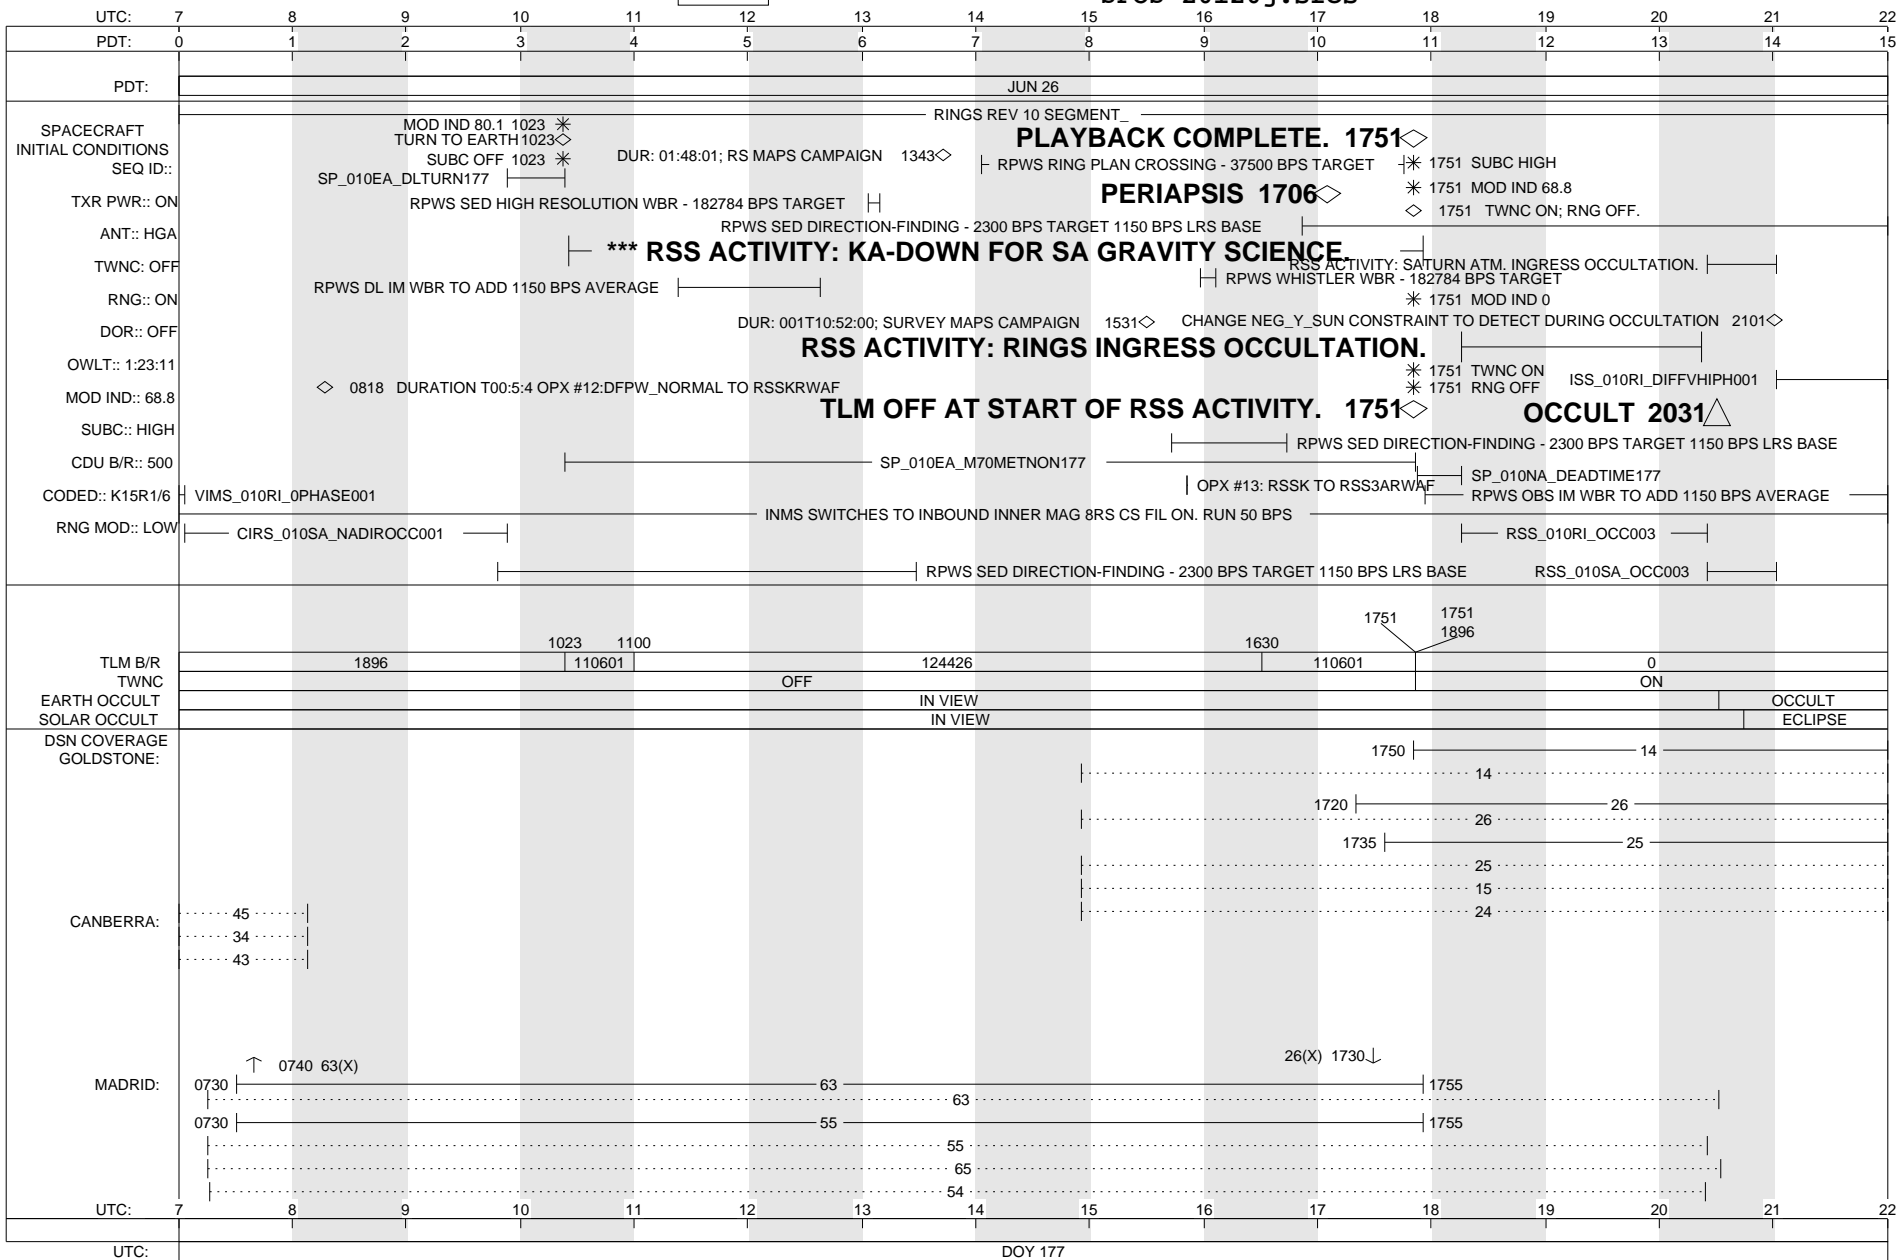 UTC: 7 8 9 10 11 12 13 14 15 16 17 18 19 20 21 22
PDT: 0 1 2 3 4 5 6 7 8 9 10 11 12 13 14 15
PDT: JUN 26
RINGS REV 10 SEGMENT_
SPACECRAFT
INITIAL CONDITIONS
SEQ ID::
TXR PWR:: ON
ANT:: HGA
TWNC: OFF
RNG:: ON
DOR:: OFF
OWLT:: 1:23:11
MOD IND:: 68.8
SUBC:: HIGH
CDU B/R:: 500
CODED:: K15R1/6
RNG MOD:: LOW
MOD IND 80.1 1023
TURN TO EARTH 1023
PLAYBACK COMPLETE. 1751
SUBC OFF 1023
DUR: 01:48:01; RS MAPS CAMPAIGN 1343
RPWS RING PLAN CROSSING - 37500 BPS TARGET
1751 SUBC HIGH
SP_010EA_DLTURN177
PERIAPSIS 1706
1751 MOD IND 68.8
RPWS SED HIGH RESOLUTION WBR - 182784 BPS TARGET
1751 TWNC ON; RNG OFF.
RPWS SED DIRECTION-FINDING - 2300 BPS TARGET 1150 BPS LRS BASE
*** RSS ACTIVITY: KA-DOWN FOR SA GRAVITY SCIENCE.
RSS ACTIVITY: SATURN ATM. INGRESS OCCULTATION.
RPWS WHISTLER WBR - 182784 BPS TARGET
RPWS DL IM WBR TO ADD 1150 BPS AVERAGE
1751 MOD IND 0
DUR: 001T10:52:00; SURVEY MAPS CAMPAIGN 1531
CHANGE NEG_Y_SUN CONSTRAINT TO DETECT DURING OCCULTATION 2101
RSS ACTIVITY: RINGS INGRESS OCCULTATION.
1751 TWNC ON
ISS_010RI_DIFFVHIPH001
0818 DURATION T00:5:4 OPX #12:DFPW_NORMAL TO RSSKRWAF
1751 RNG OFF
TLM OFF AT START OF RSS ACTIVITY. 1751
OCCULT 2031
RPWS SED DIRECTION-FINDING - 2300 BPS TARGET 1150 BPS LRS BASE
SP_010EA_M70METNON177
SP_010NA_DEADTIME177
OPX #13: RSSK TO RSS3ARWAF
VIMS_010RI_0PHASE001
RPWS OBS IM WBR TO ADD 1150 BPS AVERAGE
INMS SWITCHES TO INBOUND INNER MAG 8RS CS FIL ON. RUN 50 BPS
CIRS_010SA_NADIROCC001
RSS_010RI_OCC003
RPWS SED DIRECTION-FINDING - 2300 BPS TARGET 1150 BPS LRS BASE
RSS_010SA_OCC003
1023 1100 1630 1751 1751
1896
TLM B/R 1896 110601 124426 110601 0
TWNC OFF ON
EARTH OCCULT IN VIEW OCCULT
SOLAR OCCULT IN VIEW ECLIPSE
DSN COVERAGE
GOLDSTONE: 1750 14
14
1720 26
26
1735 25
25
15
24
CANBERRA: 45
34
43
0740 63(X)
26(X) 1730
MADRID: 0730 63 1755
63
0730 55 1755
55
65
54
UTC: 7 8 9 10 11 12 13 14 15 16 17 18 19 20 21 22
UTC: DOY 177